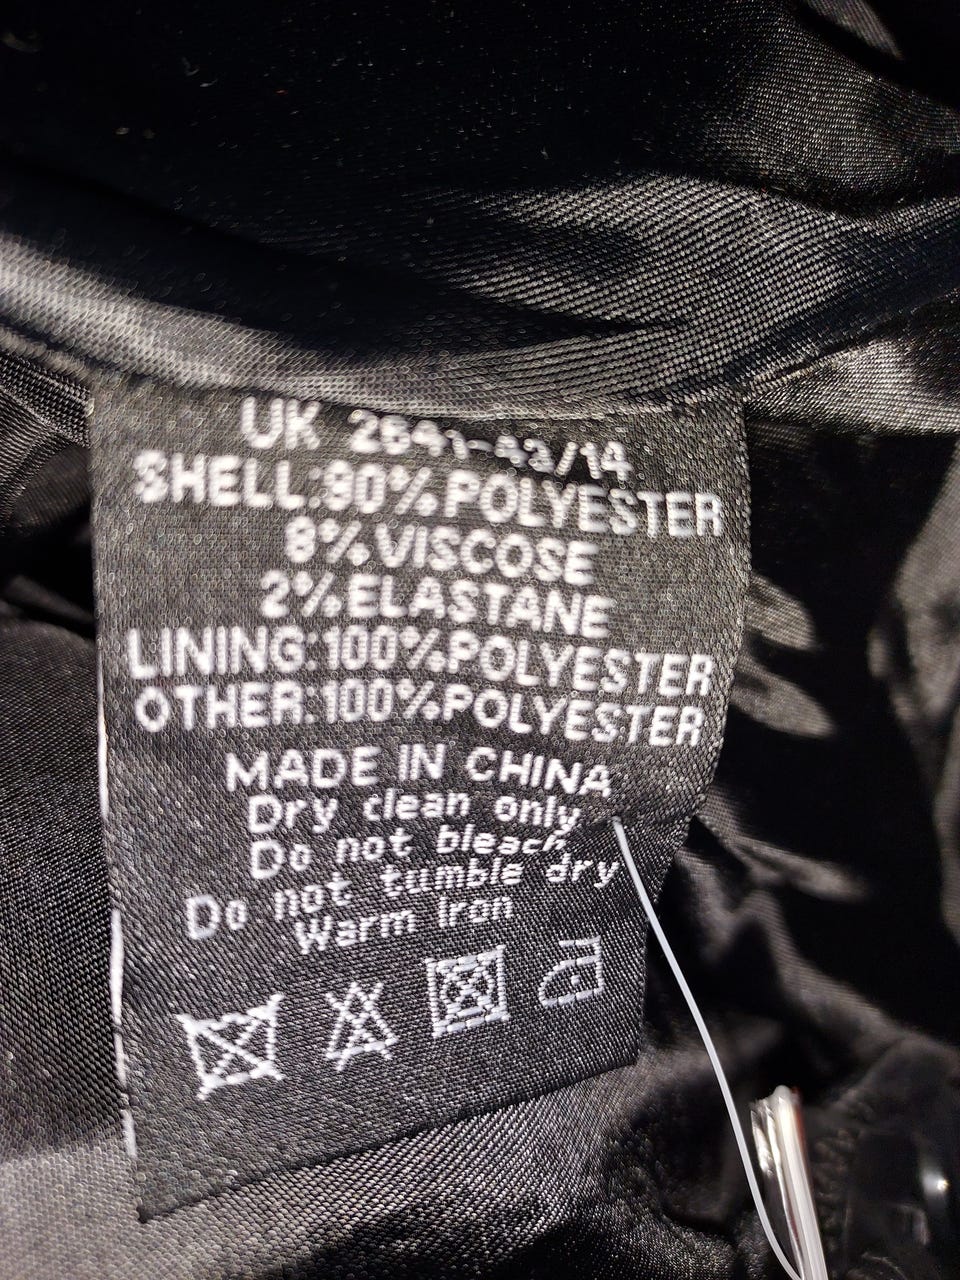 UK 2641-43/14
SHELL:90%POLYESTER
8%VISCOSE
2%ELASTANE
LINING:100%POLYESTER
OTHER:100%POLYESTER
MADE IN CHINA
Dry clean only
Do not bleach
Do not tumble dry
Warm Iron